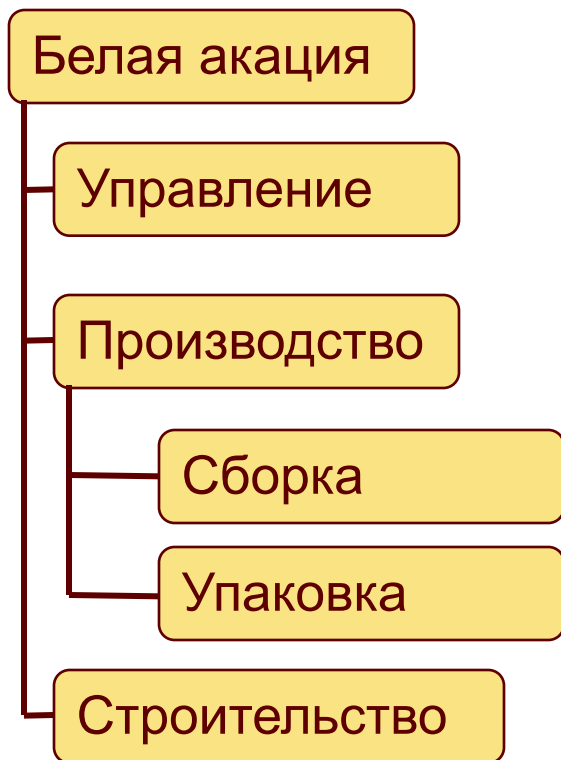 Белая акация
Управление
Производство
Сборка
Упаковка
Строительство